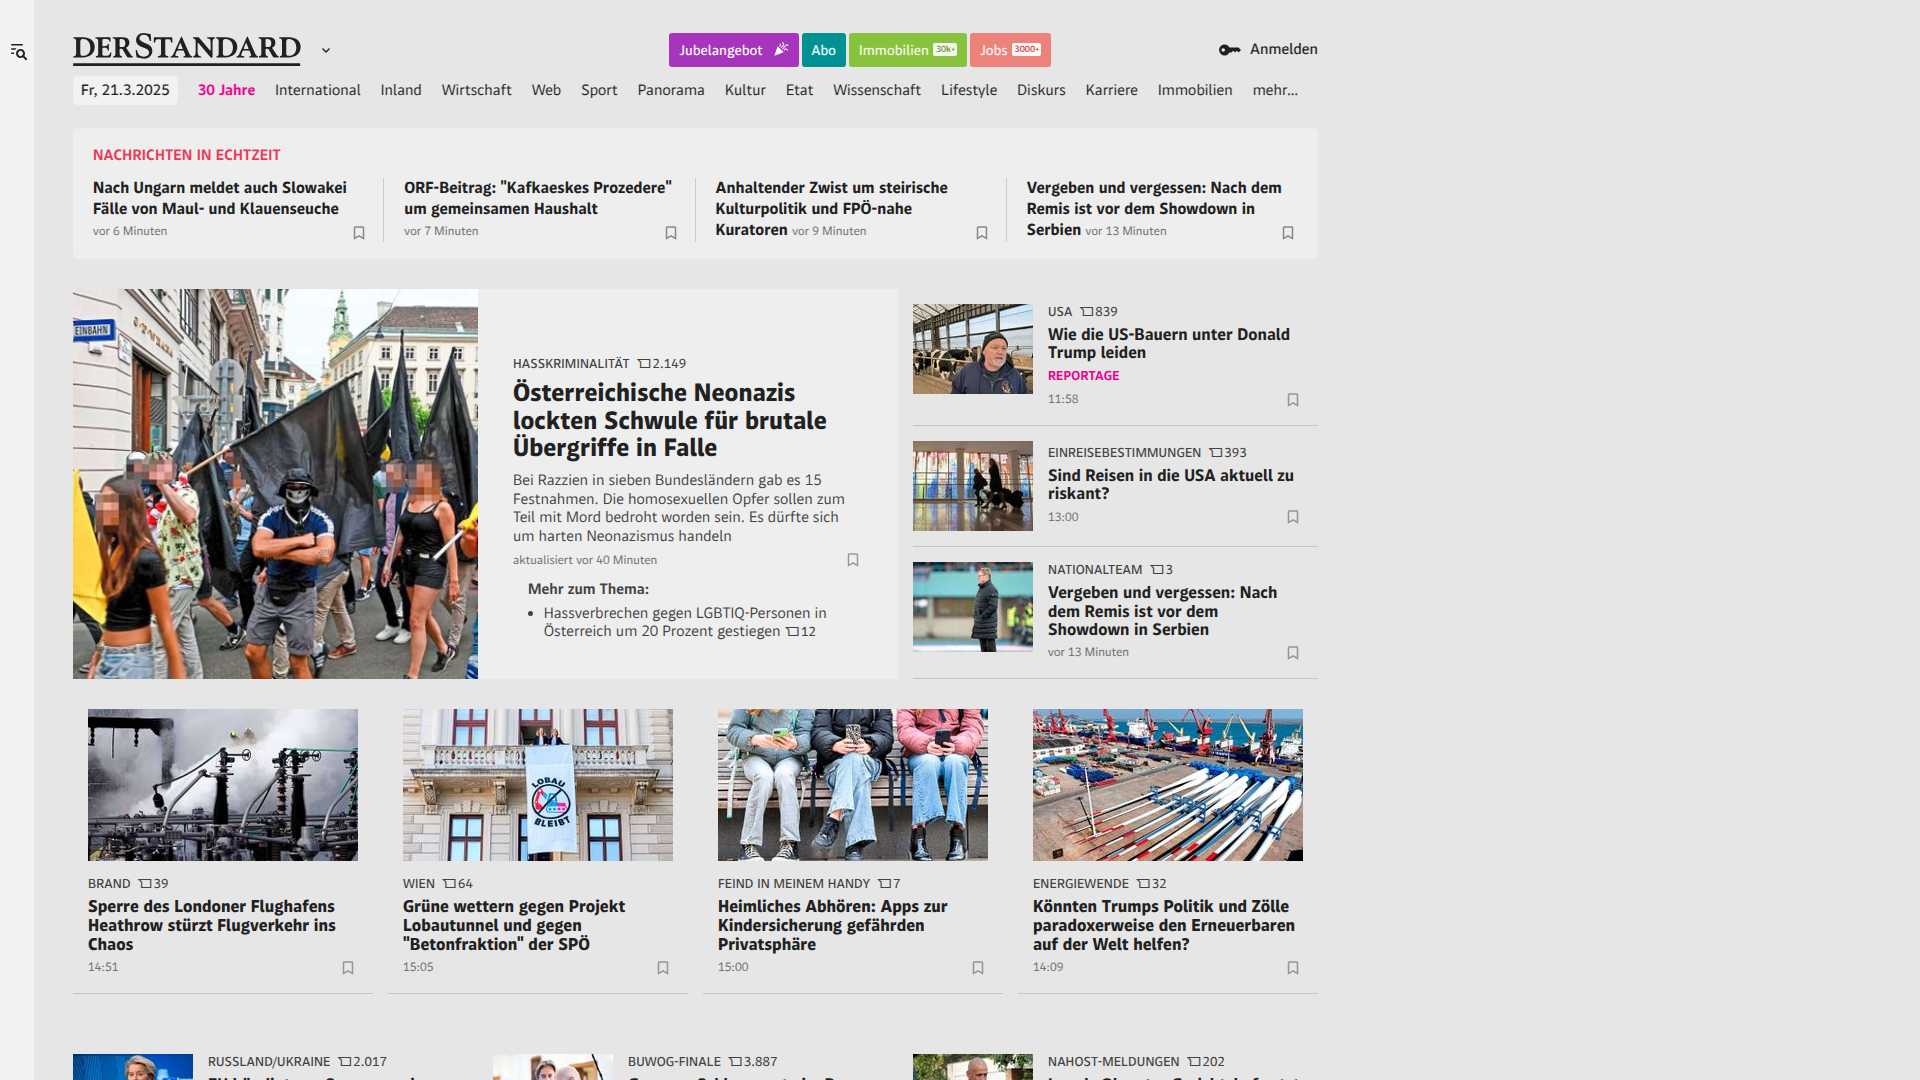 DERSTANDARD
Jubelangebot
Abo
Immobilien 30k+
Jobs 3000+
Anmelden
Fr, 21.3.2025
30 Jahre
International
Inland
Wirtschaft
Web
Sport
Panorama
Kultur
Etat
Wissenschaft
Lifestyle
Diskurs
Karriere
Immobilien
mehr...
NACHRICHTEN IN ECHTZEIT
Nach Ungarn meldet auch Slowakei
Fälle von Maul- und Klauenseuche
vor 6 Minuten
ORF-Beitrag: "Kafkaeskes Prozedere"
um gemeinsamen Haushalt
vor 7 Minuten
Anhaltender Zwist um steirische
Kulturpolitik und FPÖ-nahe
Kuratoren vor 9 Minuten
Vergeben und vergessen: Nach dem
Remis ist vor dem Showdown in
Serbien vor 13 Minuten
EINBAHN
HASSKRIMINALITÄT 2.149
Österreichische Neonazis
lockten Schwule für brutale
Übergriffe in Falle
Bei Razzien in sieben Bundesländern gab es 15
Festnahmen. Die homosexuellen Opfer sollen zum
Teil mit Mord bedroht worden sein. Es dürfte sich
um harten Neonazismus handeln
aktualisiert vor 40 Minuten
Mehr zum Thema:
• Hassverbrechen gegen LGBTIQ-Personen in
Österreich um 20 Prozent gestiegen 12
USA 839
Wie die US-Bauern unter Donald
Trump leiden
REPORTAGE
11:58
EINREISEBESTIMMUNGEN 393
Sind Reisen in die USA aktuell zu
riskant?
13:00
NATIONALTEAM 3
Vergeben und vergessen: Nach
dem Remis ist vor dem
Showdown in Serbien
vor 13 Minuten
BRAND 39
Sperre des Londoner Flughafens
Heathrow stürzt Flugverkehr ins
Chaos
14:51
LOBAU
BLEIBT
WIEN 64
Grüne wettern gegen Projekt
Lobautunnel und gegen
"Betonfraktion" der SPÖ
15:05
FEIND IN MEINEM HANDY 7
Heimliches Abhören: Apps zur
Kindersicherung gefährden
Privatsphäre
15:00
ENERGIEWENDE 32
Könnten Trumps Politik und Zölle
paradoxerweise den Erneuerbaren
auf der Welt helfen?
14:09
RUSSLAND/UKRAINE 2.017
BUWOG-FINALE 3.887
NAHOST-MELDUNGEN 202